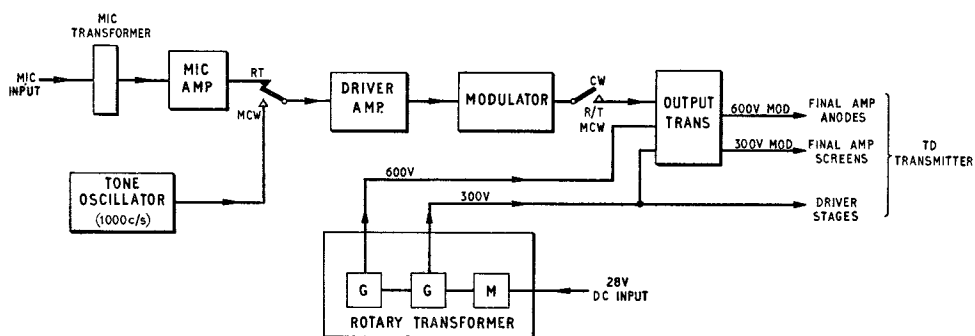 MIC
TRANSFORMER
MIC
INPUT
MIC
AMP
RT
MCW
TONE
OSCILLATOR
(1000c/s)
DRIVER
AMP.
MODULATOR
CW
R/T
MCW
OUTPUT
TRANS
600V MOD
FINAL AMP
ANODES
300V MOD
FINAL AMP
SCREENS
TD
TRANSMITTER
600V
300V
DRIVER
STAGES
G
G
M
28V
DC INPUT
ROTARY TRANSFORMER